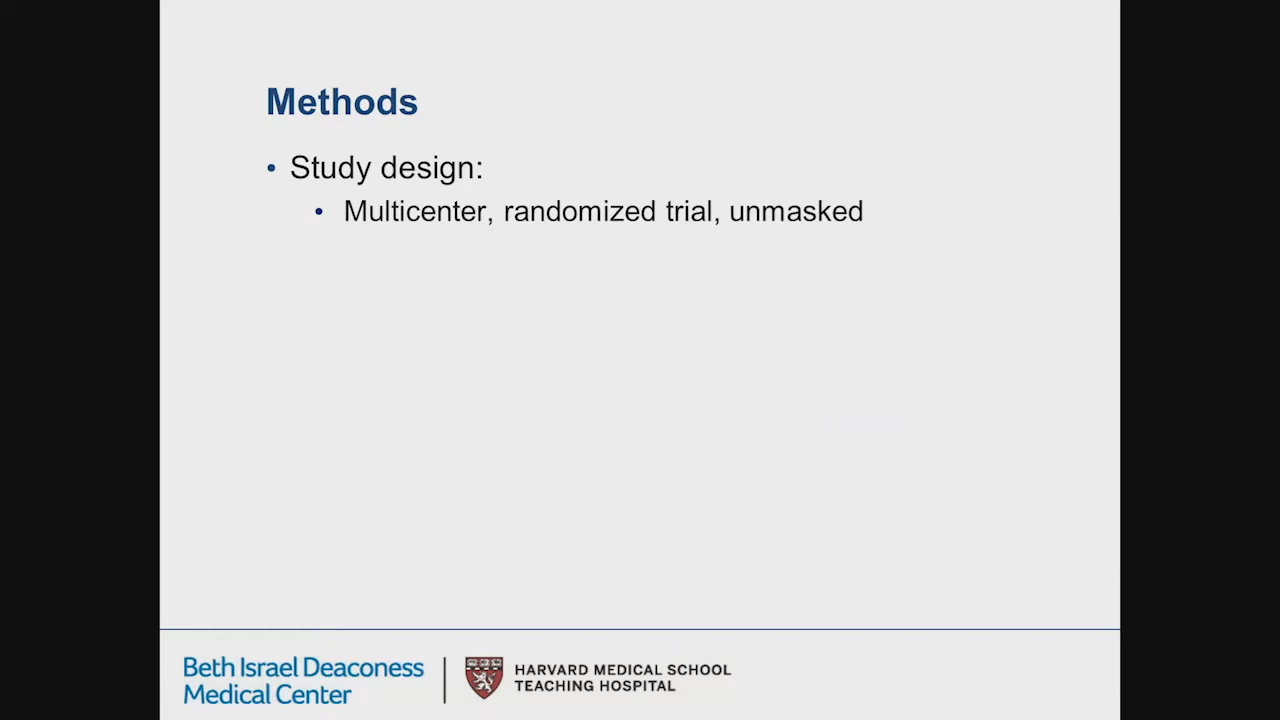 Methods
• Study design:
• Multicenter, randomized trial, unmasked
Beth Israel Deaconess
Medical Center
HARVARD MEDICAL SCHOOL
TEACHING HOSPITAL